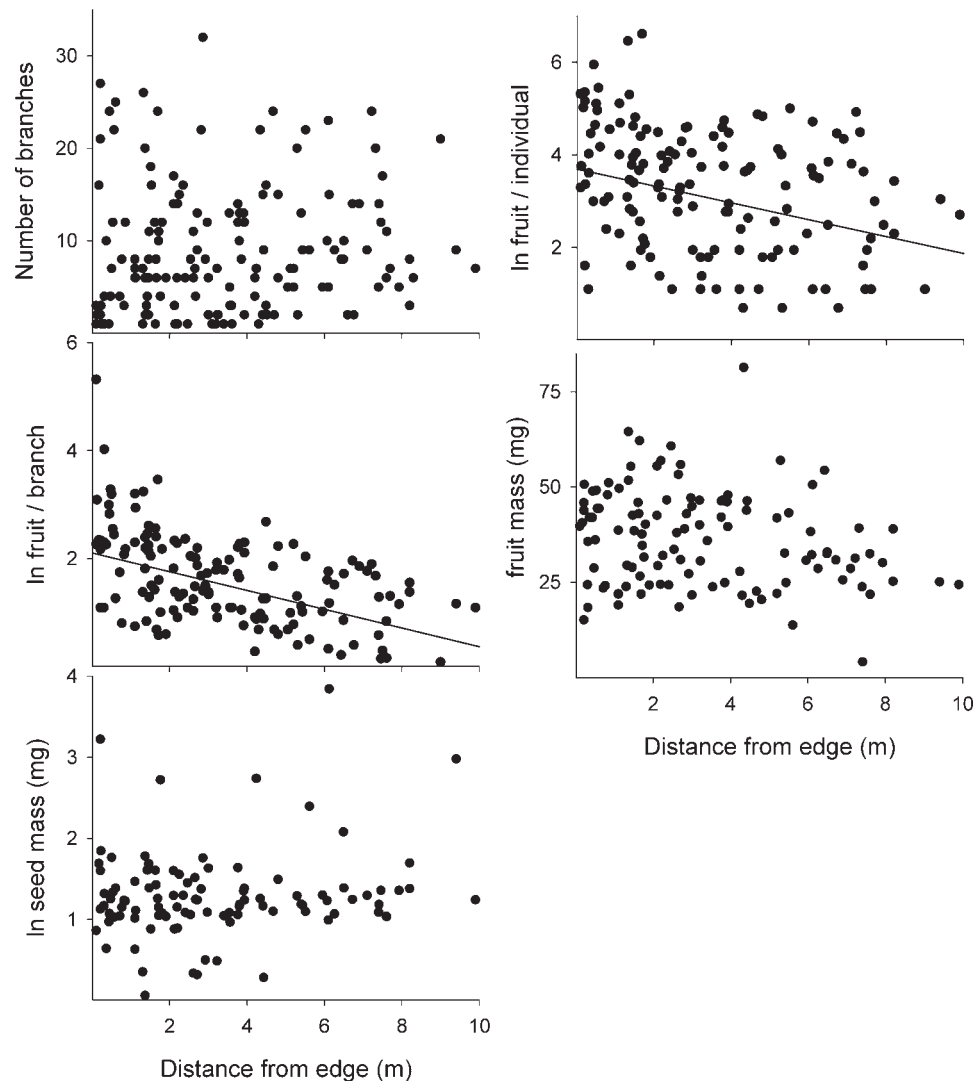 Number of branches
30
20
10
ln fruit / individual
6
4
2
ln fruit / branch
6
4
2
fruit mass (mg)
75
50
25
2 4 6 8 10
Distance from edge (m)
ln seed mass (mg)
4
3
2
1
2 4 6 8 10
Distance from edge (m)